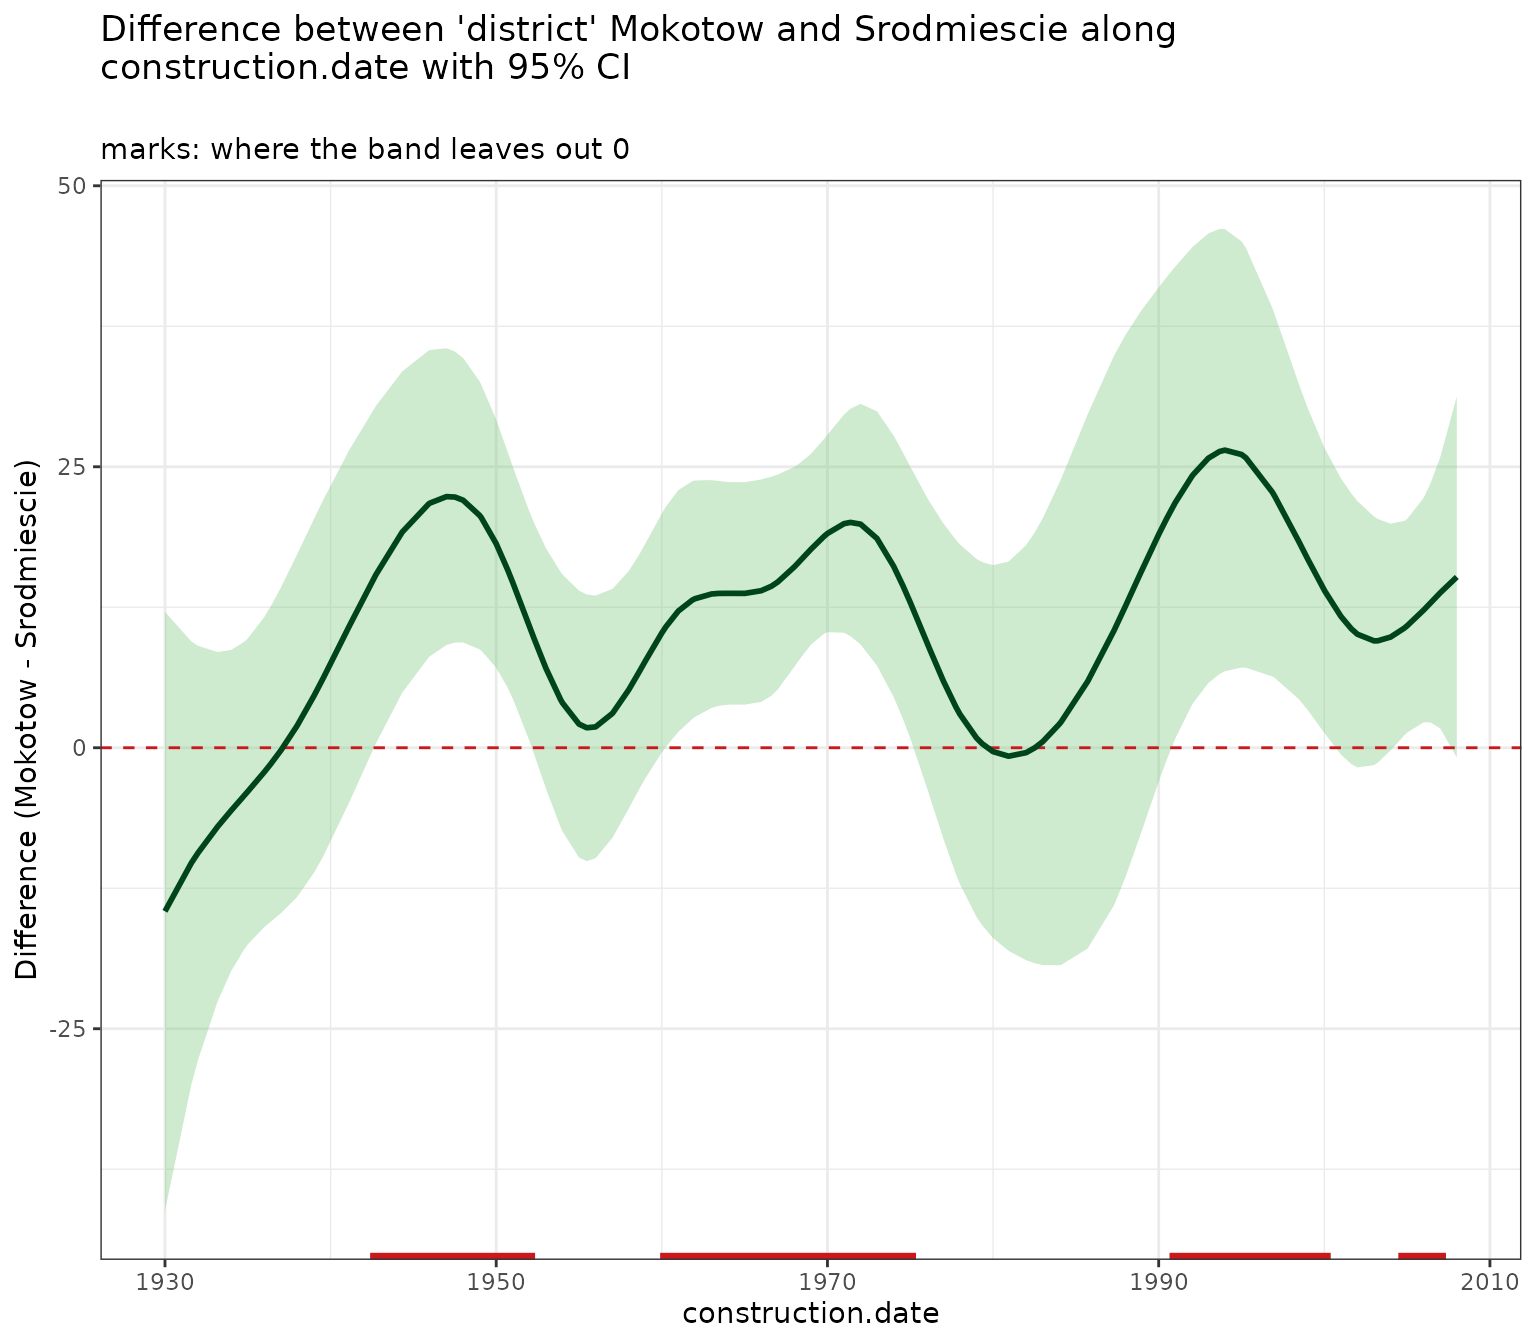 Difference between 'district' Mokotow and Srodmiescie along
construction.date with 95% CI
marks: where the band leaves out 0
Difference (Mokotow - Srodmiescie)
50
25
0
-25
1930
1950
1970
1990
2010
construction.date